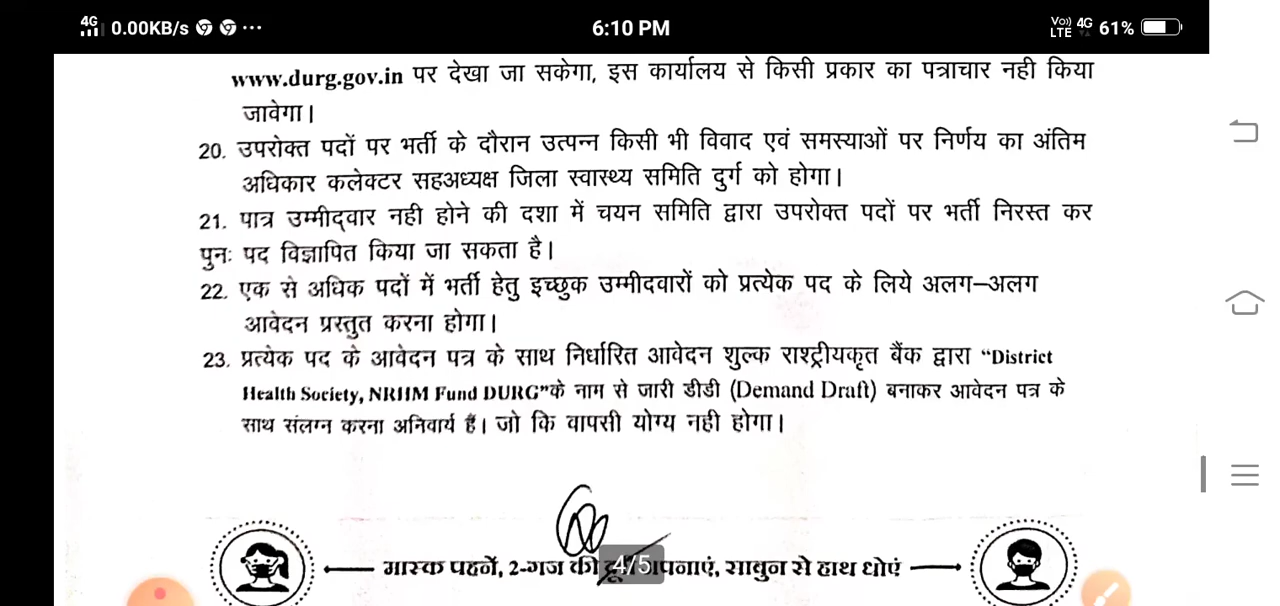 4G 0.00KB/s ... 6:10 PM Vo)) LTE 4G 61%
www.durg.gov.in पर देखा जा सकेगा, इस कार्यालय से किसी प्रकार का पत्राचार नही किया
जावेगा।
20. उपरोक्त पदों पर भर्ती के दौरान उत्पन्न किसी भी विवाद एवं समस्याओं पर निर्णय का अंतिम
अधिकार कलेक्टर सहअध्यक्ष जिला स्वास्थ्य समिति दुर्ग को होगा।
21. पात्र उम्मीद्वार नही होने की दशा में चयन समिति द्वारा उपरोक्त पदों पर भर्ती निरस्त कर
पुनः पद विज्ञापित किया जा सकता है।
22. एक से अधिक पदों में भर्ती हेतु इच्छुक उम्मीदवारों को प्रत्येक पद के लिये अलग–अलग
आवेदन प्रस्तुत करना होगा।
23. प्रत्येक पद के आवेदन पत्र के साथ निर्धारित आवेदन शुल्क राश्ट्रीयकृत बैंक द्वारा “District
Health Society, NRHM Fund DURG”के नाम से जारी डीडी (Demand Draft) बनाकर आवेदन पत्र के
साथ संलग्न करना अनिवार्य हैं। जो कि वापसी योग्य नही होगा।
मास्क पहनें, 2-गज की पनाएं, साबुन से हाथ धोएं
4/5